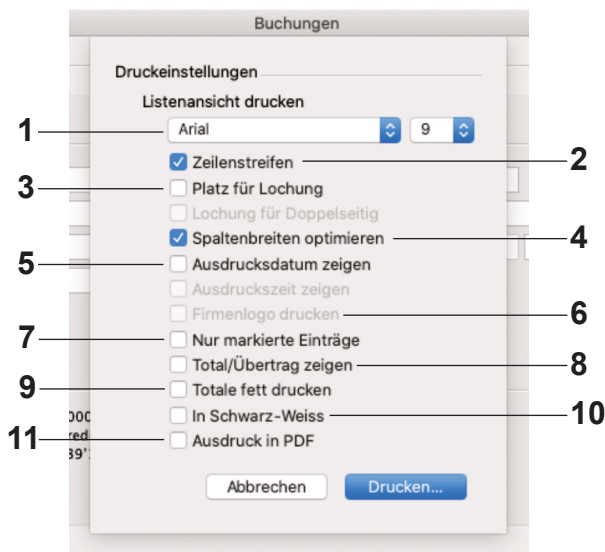 Buchungen
Druckeinstellungen
Listenansicht drucken
1 Arial 9
Zeilenstreifen 2
3 Platz für Lochung
Lochung für Doppelseitig
Spaltenbreiten optimieren 4
5 Ausdrucksdatum zeigen
Ausdruckszeit zeigen
Firmenlogo drucken 6
7 Nur markierte Einträge
Total/Übertrag zeigen 8
9 Totale fett drucken
In Schwarz-Weiss 10
11 Ausdruck in PDF
Abbrechen Drucken...